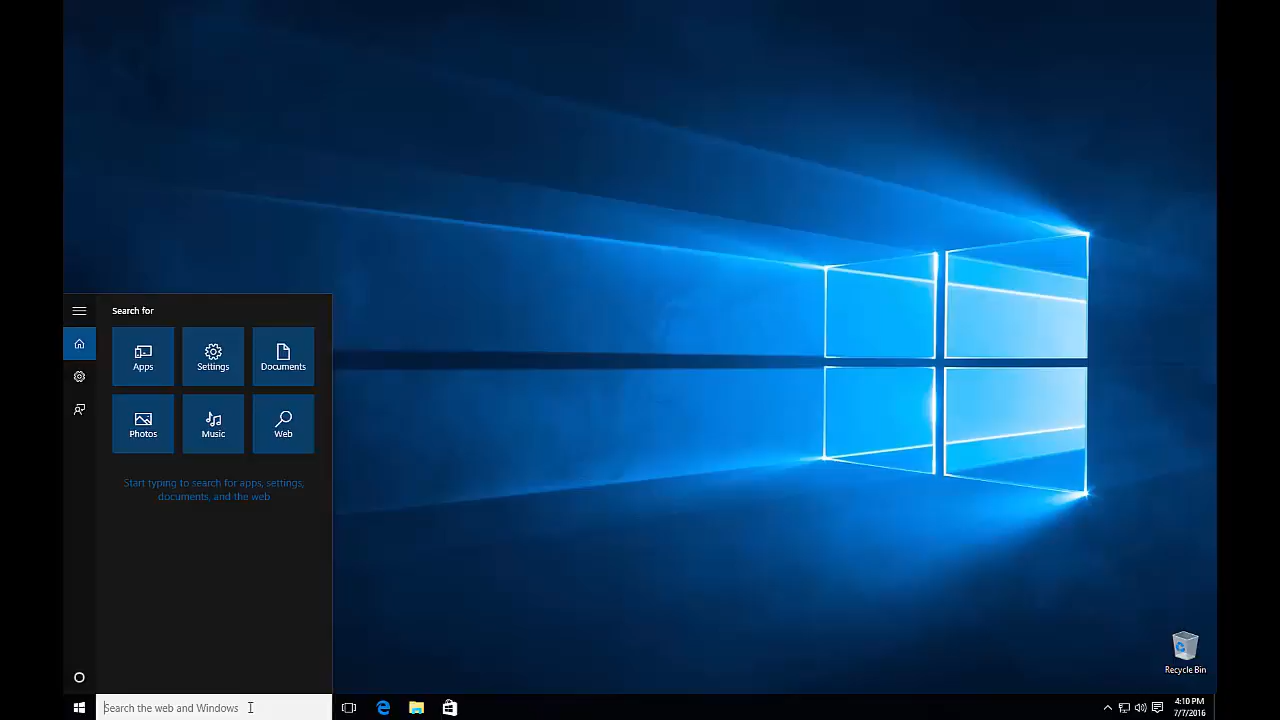 Search for
Apps
Settings
Documents
Photos
Music
Web
Start typing to search for apps, settings,
documents, and the web
Search the web and Windows
Recycle Bin
4:10 PM
7/7/2016